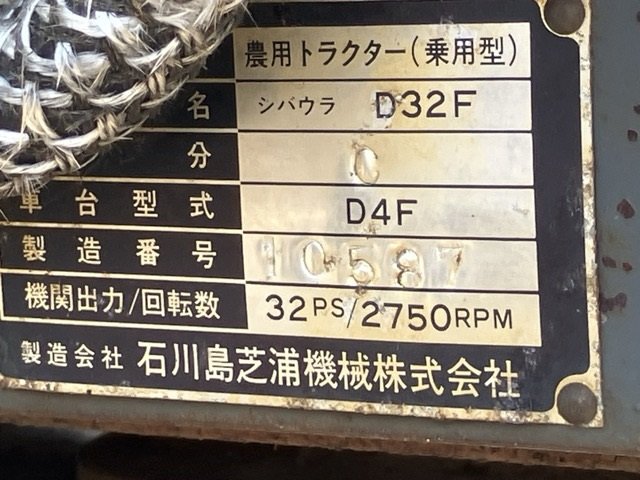 農用トラクター(乗用型)
名 シバウラ D32F
分 0
車台型式 D4F
製造番号 10587
機関出力/回転数 32PS/2750RPM
製造会社 石川島芝浦機械株式会社